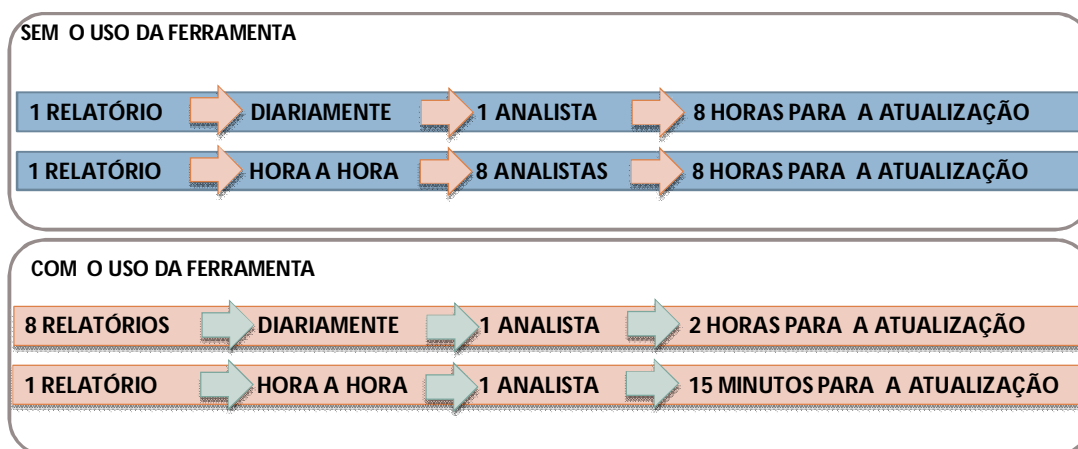 SEM O USO DA FERRAMENTA
1 RELATÓRIO DIARIAMENTE 1 ANALISTA 8 HORAS PARA A ATUALIZAÇÃO
1 RELATÓRIO HORA A HORA 8 ANALISTAS 8 HORAS PARA A ATUALIZAÇÃO
COM O USO DA FERRAMENTA
8 RELATÓRIOS DIARIAMENTE 1 ANALISTA 2 HORAS PARA A ATUALIZAÇÃO
1 RELATÓRIO HORA A HORA 1 ANALISTA 15 MINUTOS PARA A ATUALIZAÇÃO